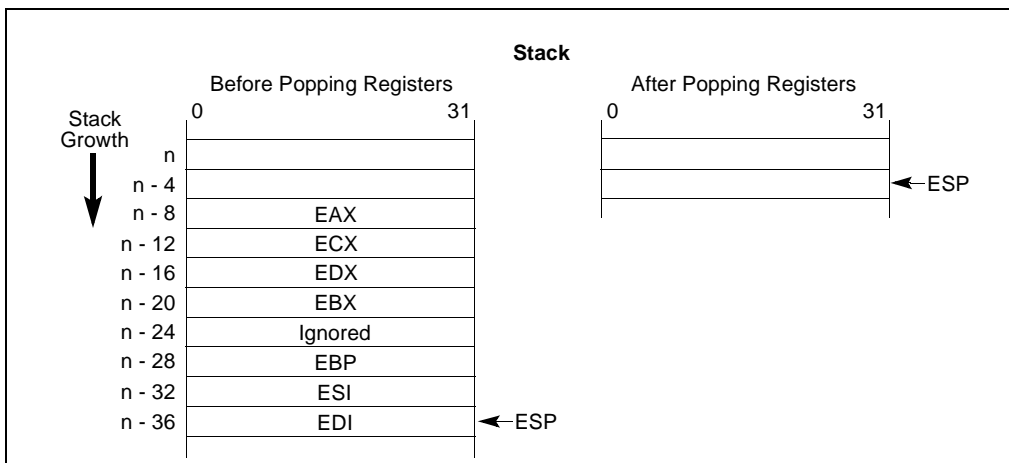 Stack
Before Popping Registers After Popping Registers
0 31 0 31
Stack
Growth
n
n - 4 ESP
n - 8 EAX
n - 12 ECX
n - 16 EDX
n - 20 EBX
n - 24 Ignored
n - 28 EBP
n - 32 ESI
n - 36 EDI ESP